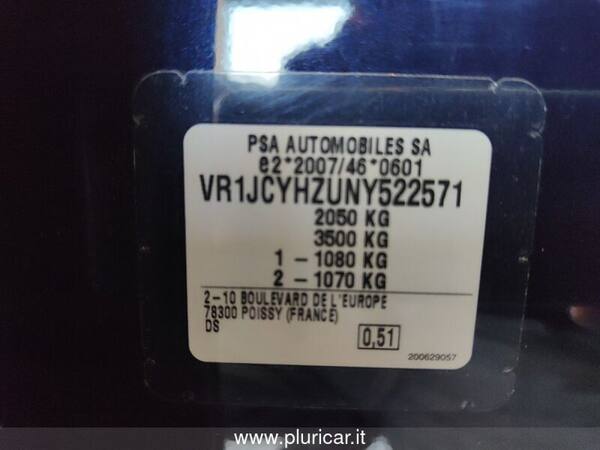 PSA AUTOMOBILES SA
e2*2007/46*0601
VR1JCYHZUNY522571
2050 KG
3500 KG
1 - 1080 KG
2 - 1070 KG
2-10 BOULEVARD DE L'EUROPE
78300 POISSY (FRANCE)
DS
0,51
200629057
www.pluricar.it